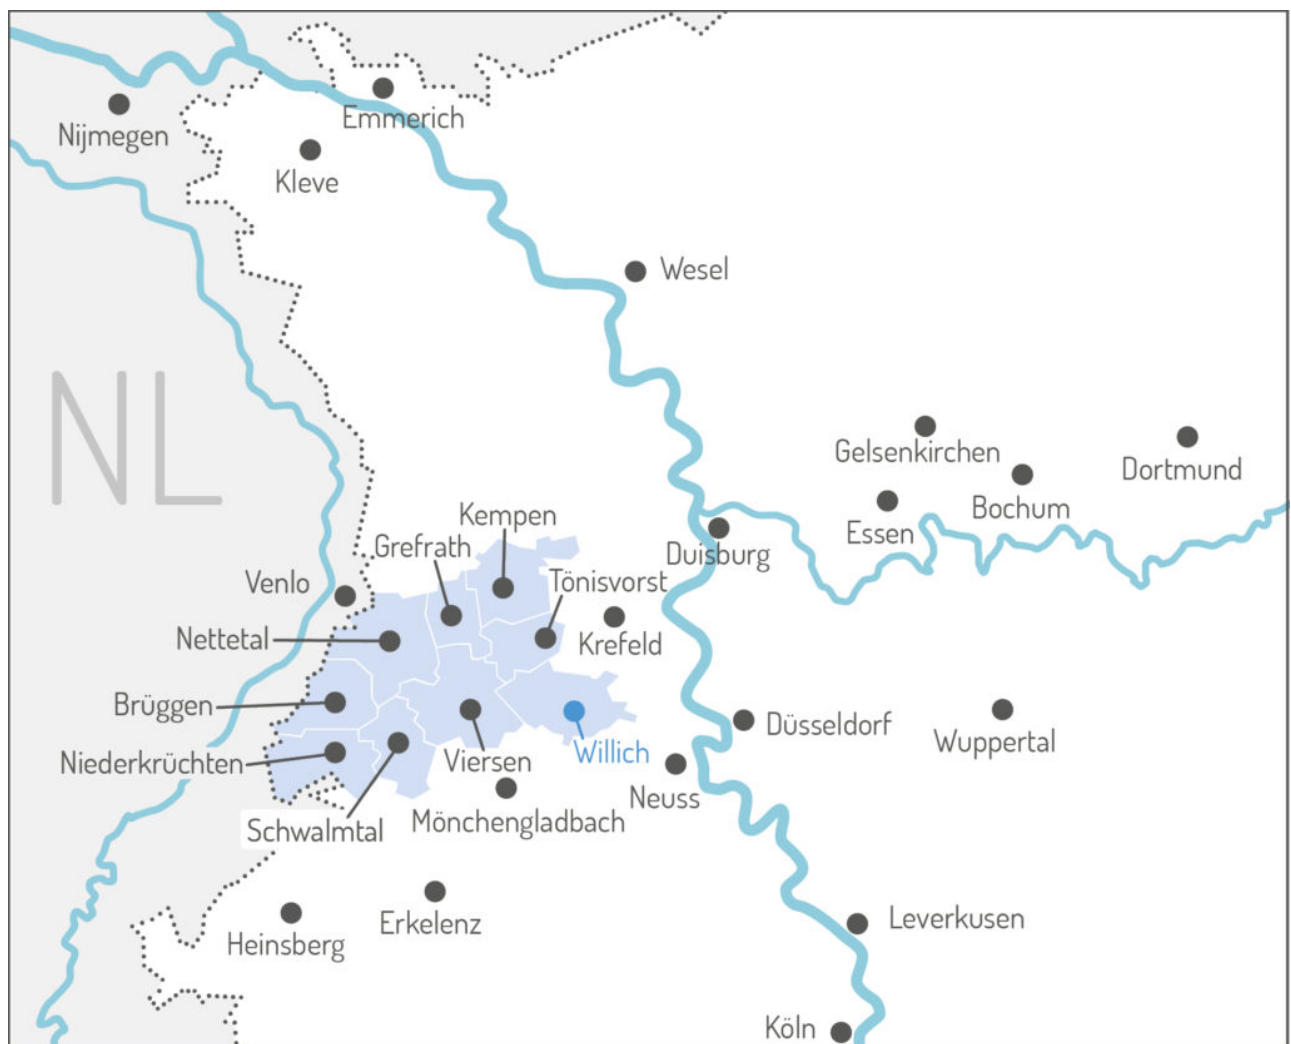 Emmerich
Nijmegen
Kleve
Wesel
NL
Gelsenkirchen
Dortmund
Bochum
Essen
Kempen
Grefrath
Duisburg
Venlo
Tönisvorst
Nettetal
Krefeld
Brüggen
Düsseldorf
Wuppertal
Niederkrüchten
Viersen
Willich
Neuss
Schwalmtal
Mönchengladbach
Erkelenz
Leverkusen
Heinsberg
Köln